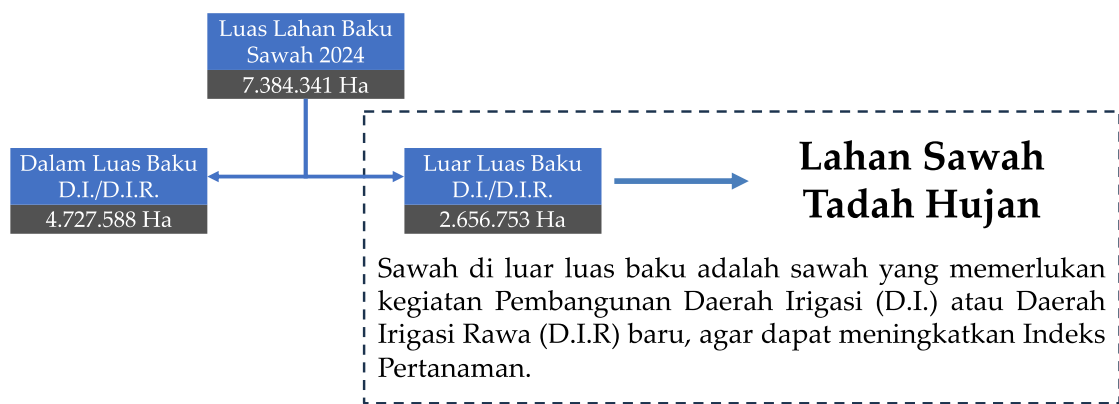 Luas Lahan Baku
Sawah 2024
7.384.341 Ha
Dalam Luas Baku
D.I./D.I.R.
4.727.588 Ha
Luar Luas Baku
D.I./D.I.R.
2.656.753 Ha
Lahan Sawah
Tadah Hujan
Sawah di luar luas baku adalah sawah yang memerlukan
kegiatan Pembangunan Daerah Irigasi (D.I.) atau Daerah
Irigasi Rawa (D.I.R) baru, agar dapat meningkatkan Indeks
Pertanaman.